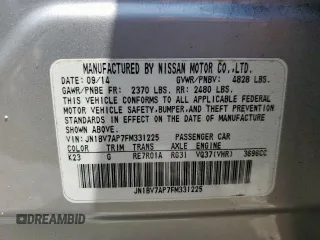 MANUFACTURED BY NISSAN MOTOR CO.,LTD.
DATE: 09/14 GVWR/PNBV: 4828 LBS.
GAWR/PNBE FR: 2370 LBS. RR: 2480 LBS.
THIS VEHICLE CONFORMS TO ALL APPLICABLE FEDERAL
MOTOR VEHICLE SAFETY, BUMPER, AND THEFT PREVENTION
STANDARDS IN EFFECT ON THE DATE OF MANUFACTURE
SHOWN ABOVE.
VIN: JN1BV7AP7FM331225 PASSENGER CAR
COLOR TRIM TRANS AXLE ENGINE
K23 G RE7R01A RG31 VQ37(VHR) 3696CC
JN1BV7AP7FM331225